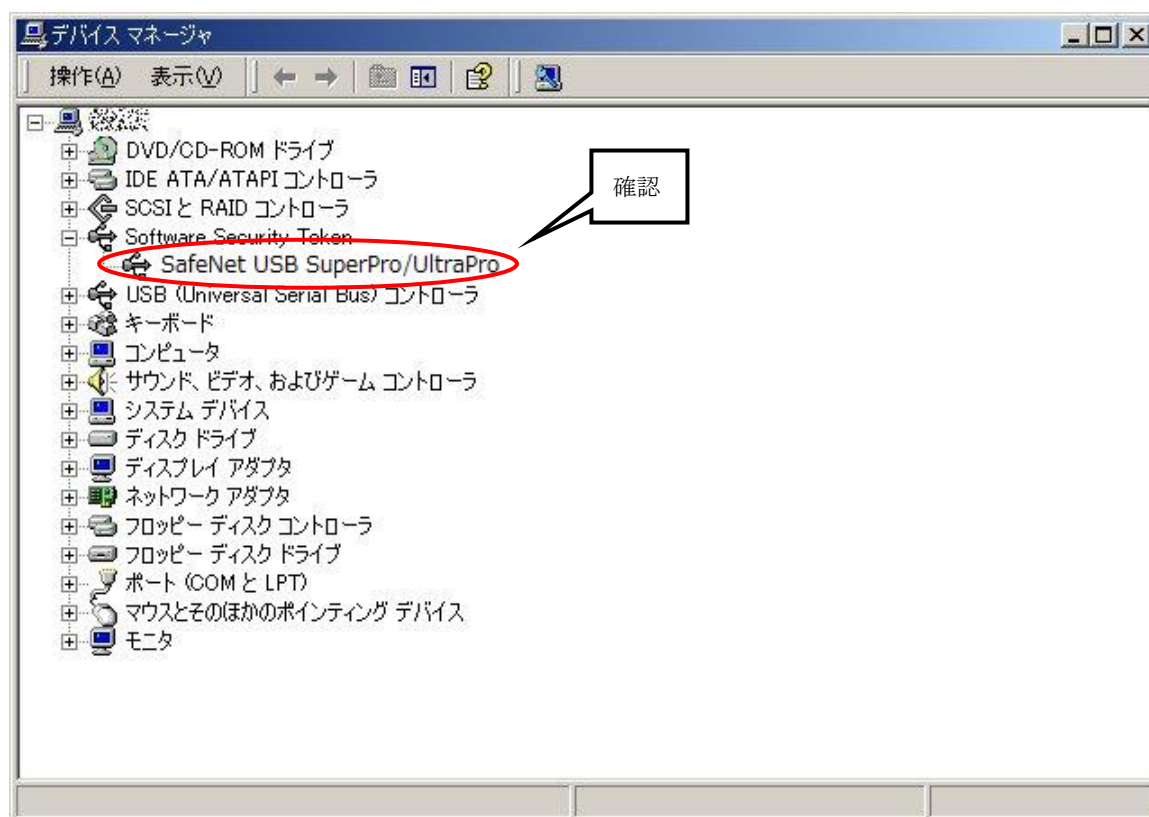 デバイス マネージャ
操作(A) 表示(V)
DVD/CD-ROM ドライブ
IDE ATA/ATAPI コントローラ
SCSI と RAID コントローラ
確認
Software Security Token
SafeNet USB SuperPro/UltraPro
USB (Universal Serial Bus) コントローラ
キーボード
コンピュータ
サウンド、ビデオ、およびゲーム コントローラ
システム デバイス
ディスク ドライブ
ディスプレイ アダプタ
ネットワーク アダプタ
フロッピー ディスク コントローラ
フロッピー ディスク ドライブ
ポート (COM と LPT)
マウスとそのほかのポインティング デバイス
モニタ